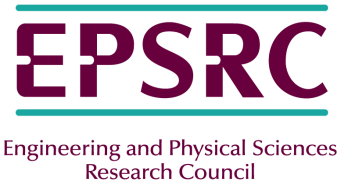 EPSRC
Engineering and Physical Sciences
Research Council